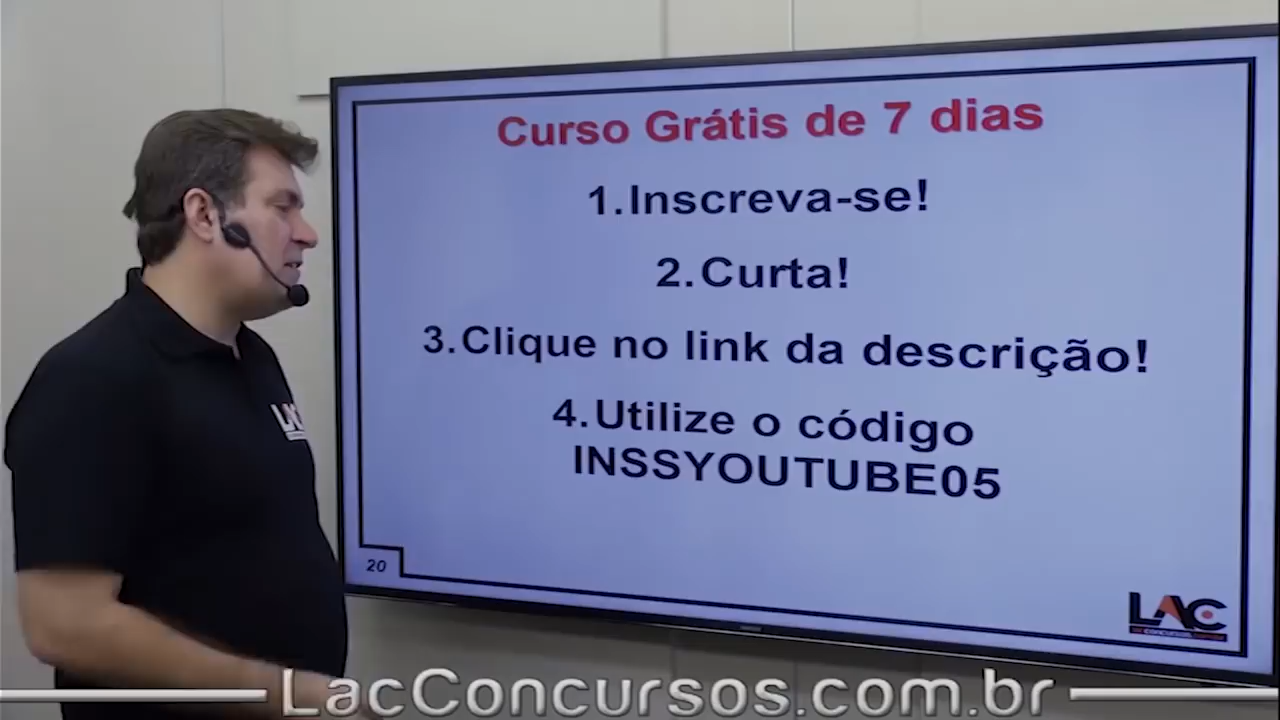 Curso Grátis de 7 dias
1.Inscreva-se!
2.Curta!
3.Clique no link da descrição!
4.Utilize o código
INSSYOUTUBE05
20
LAC
LAC
LacConcursos.com.br